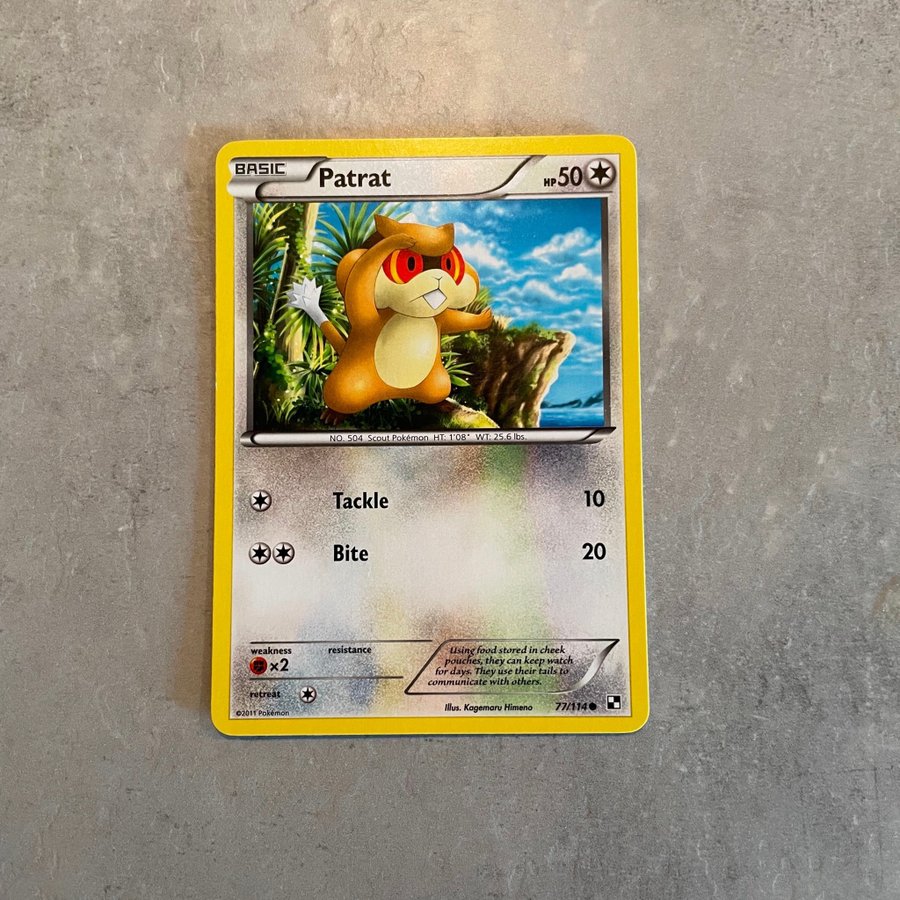 BASIC Patrat HP50
NO. 504 Scout Pokémon HT: 1'08" WT: 25.6 lbs.
Tackle 10
Bite 20
weakness resistance
×2
retreat
Using food stored in cheek
pouches, they can keep watch
for days. They use their tails to
communicate with others.
©2011 Pokémon Illus. Kagemaru Himeno 77/114